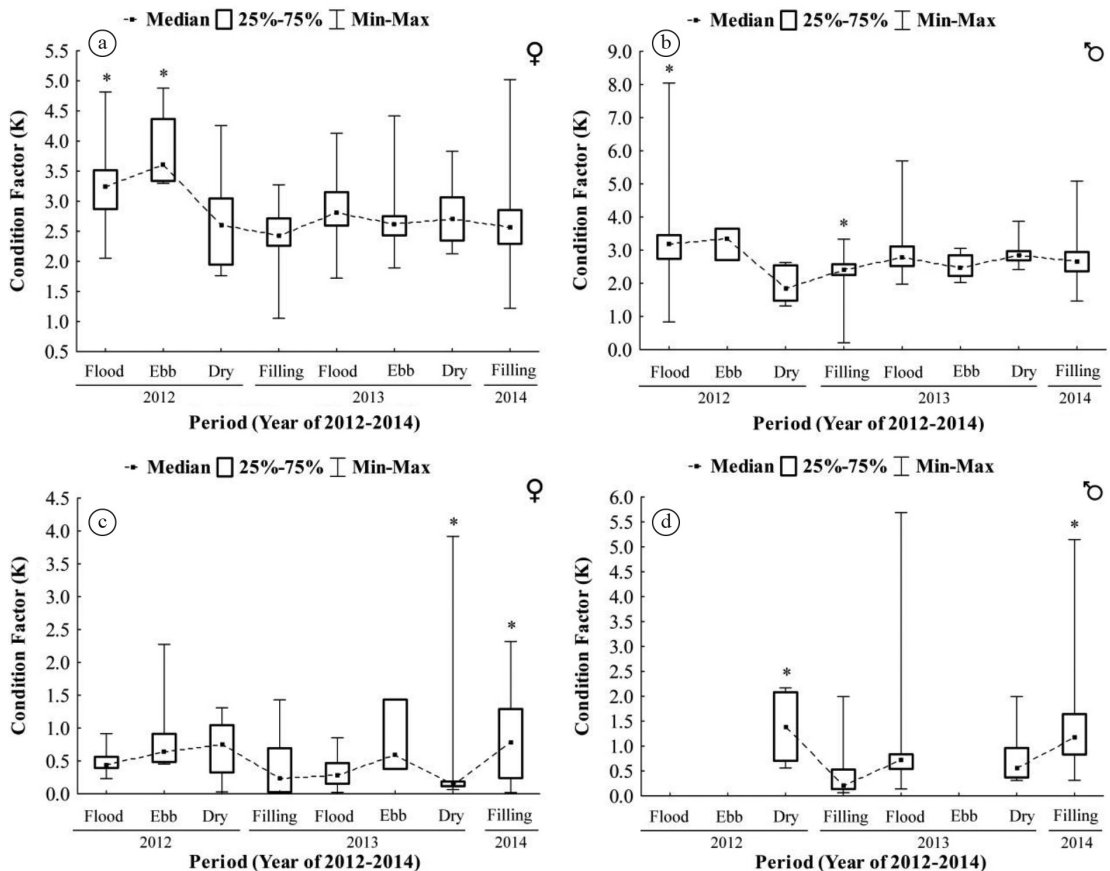 Median 25%-75% Min-Max
a
♀
Condition Factor (K)
5.5
5.0
4.5
4.0
3.5
3.0
2.5
2.0
1.5
1.0
0.5
* *
Flood Ebb Dry Filling Flood Ebb Dry Filling
2012 2013 2014
Period (Year of 2012-2014)
Median 25%-75% Min-Max
b
♂
Condition Factor (K)
9.0
8.0
7.0
6.0
5.0
4.0
3.0
2.0
1.0
0.0
* *
Flood Ebb Dry Filling Flood Ebb Dry Filling
2012 2013 2014
Period (Year of 2012-2014)
Median 25%-75% Min-Max
c
♀
Condition Factor (K)
4.5
4.0
3.5
3.0
2.5
2.0
1.5
1.0
0.5
0.0
* *
Flood Ebb Dry Filling Flood Ebb Dry Filling
2012 2013 2014
Period (Year of 2012-2014)
Median 25%-75% Min-Max
d
♂
Condition Factor (K)
6.0
5.5
5.0
4.5
4.0
3.5
3.0
2.5
2.0
1.5
1.0
0.5
0.0
* *
Flood Ebb Dry Filling Flood Ebb Dry Filling
2012 2013 2014
Period (Year of 2012-2014)